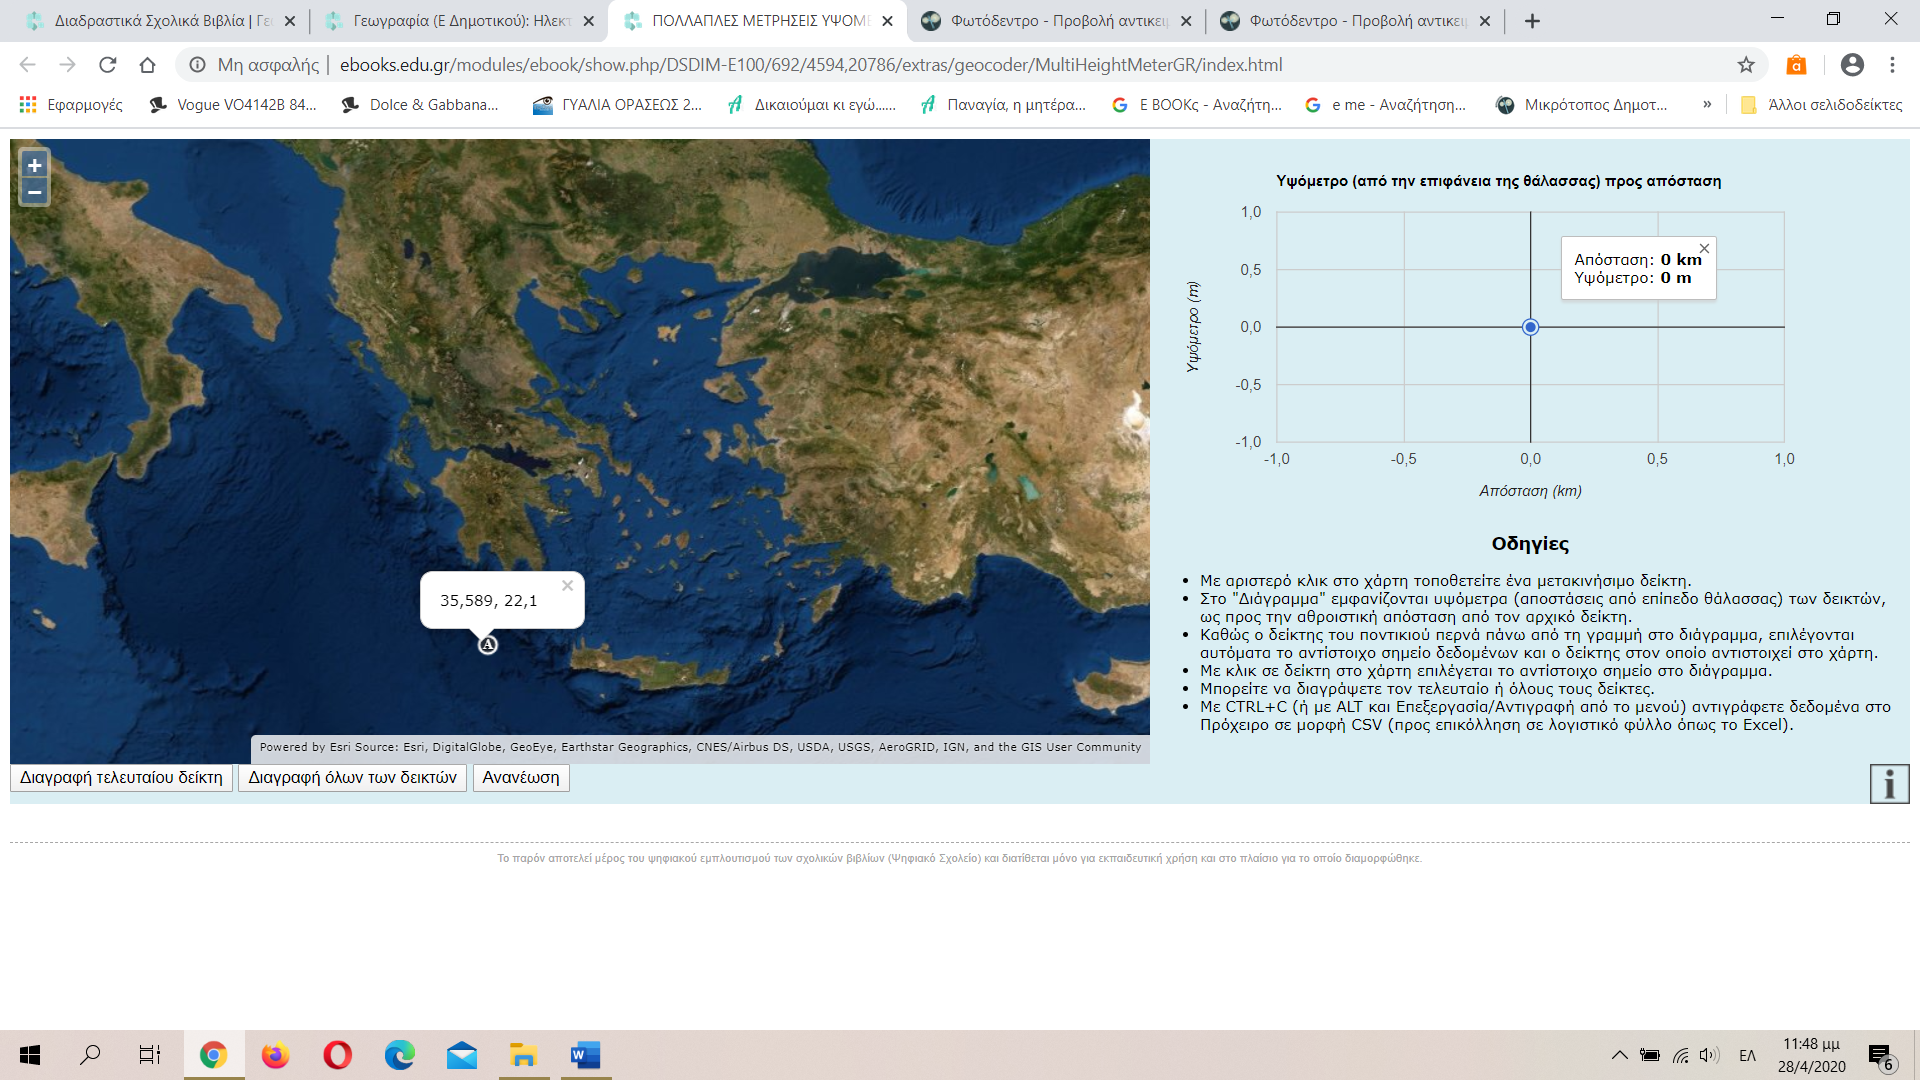 Διαδραστικά Σχολικά Βιβλία | Γεω
Γεωγραφία (Ε Δημοτικού): Ηλεκτ
ΠΟΛΛΑΠΛΕΣ ΜΕΤΡΗΣΕΙΣ ΥΨΟΜΕ
Φωτόδεντρο - Προβολή αντικειμ
Φωτόδεντρο - Προβολή αντικειμ
Μη ασφαλής | ebooks.edu.gr/modules/ebook/show.php/DSDIM-E100/692/4594,20786/extras/geocoder/MultiHeightMeterGR/index.html
Εφαρμογές
Vogue VO4142B 84...
Dolce & Gabbana...
ΓΥΑΛΙΑ ΟΡΑΣΕΩΣ 2...
Δικαιούμαι κι εγώ......
Παναγία, η μητέρα...
E BOOKς - Αναζήτη...
e me - Αναζήτηση...
Μικρότοπος Δημοτ...
»
Άλλοι σελιδοδείκτες
+
−
35,589, 22,1
A
Powered by Esri Source: Esri, DigitalGlobe, GeoEye, Earthstar Geographics, CNES/Airbus DS, USDA, USGS, AeroGRID, IGN, and the GIS User Community
Διαγραφή τελευταίου δείκτη
Διαγραφή όλων των δεικτών
Ανανέωση
Υψόμετρο (από την επιφάνεια της θάλασσας) προς απόσταση
1,0
0,5
0,0
-0,5
-1,0
Υψόμετρο (m)
Απόσταση: 0 km
Υψόμετρο: 0 m
-1,0
-0,5
0,0
0,5
1,0
Απόσταση (km)
Οδηγίες
• Με αριστερό κλικ στο χάρτη τοποθετείτε ένα μετακινήσιμο δείκτη.
• Στο "Διάγραμμα" εμφανίζονται υψόμετρα (αποστάσεις από επίπεδο θάλασσας) των δεικτών,
ως προς την αθροιστική απόσταση από τον αρχικό δείκτη.
• Καθώς ο δείκτης του ποντικιού περνά πάνω από τη γραμμή στο διάγραμμα, επιλέγονται
αυτόματα το αντίστοιχο σημείο δεδομένων και ο δείκτης στον οποίο αντιστοιχεί στο χάρτη.
• Με κλικ σε δείκτη στο χάρτη επιλέγεται το αντίστοιχο σημείο στο διάγραμμα.
• Μπορείτε να διαγράψετε τον τελευταίο ή όλους τους δείκτες.
• Με CTRL+C (ή με ALT και Επεξεργασία/Αντιγραφή από το μενού) αντιγράφετε δεδομένα στο
Πρόχειρο σε μορφή CSV (προς επικόλληση σε λογιστικό φύλλο όπως το Excel).
i
Το παρόν αποτελεί μέρος του ψηφιακού εμπλουτισμού των σχολικών βιβλίων (Ψηφιακό Σχολείο) και διατίθεται μόνο για εκπαιδευτική χρήση και στο πλαίσιο για το οποίο διαμορφώθηκε.
ΕΛ
11:48 μμ
28/4/2020
6